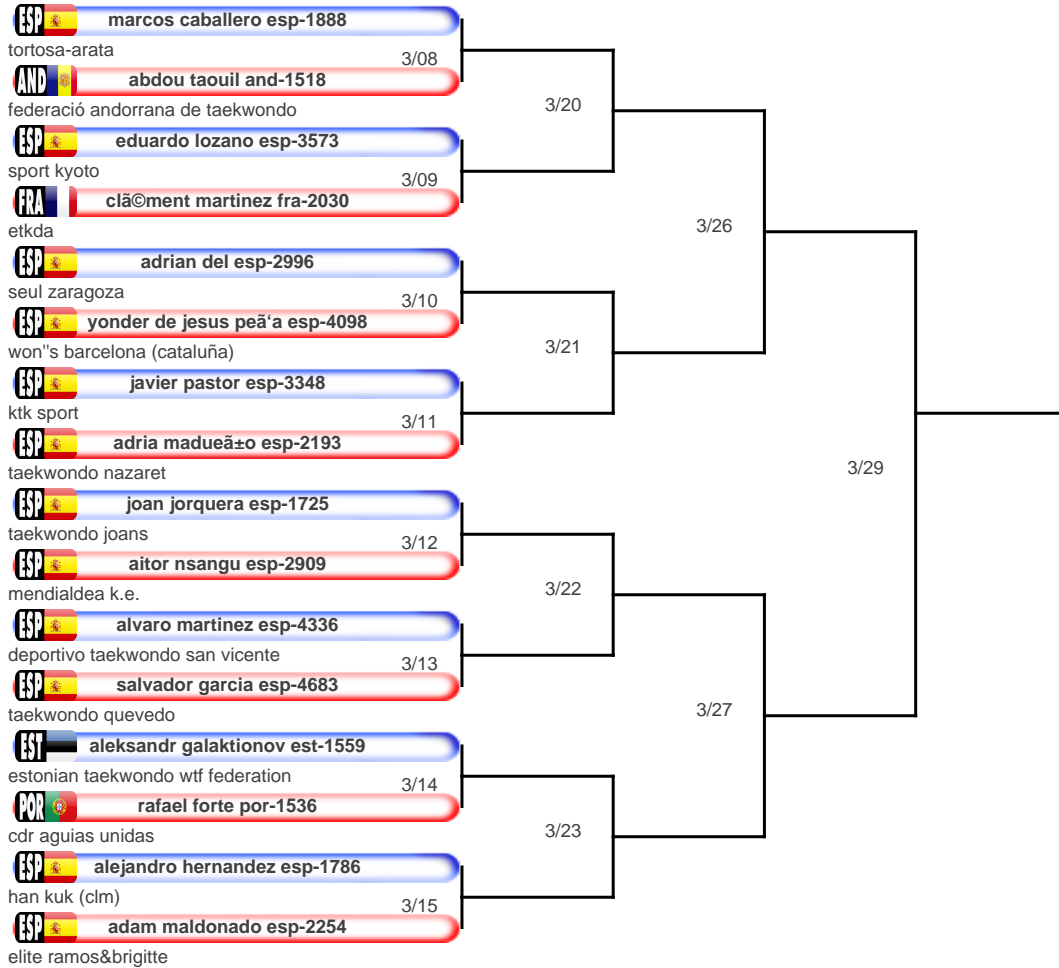 ESP marcos caballero esp-1888
tortosa-arata
3/08
AND abdou taouil and-1518
federació andorrana de taekwondo
3/20
ESP eduardo lozano esp-3573
sport kyoto
3/09
FRA clã©ment martinez fra-2030
etkda
3/26
ESP adrian del esp-2996
seul zaragoza
3/10
ESP yonder de jesus peã‘a esp-4098
won"s barcelona (cataluña)
3/21
ESP javier pastor esp-3348
ktk sport
3/11
ESP adria madueã±o esp-2193
taekwondo nazaret
3/29
ESP joan jorquera esp-1725
taekwondo joans
3/12
ESP aitor nsangu esp-2909
mendialdea k.e.
3/22
ESP alvaro martinez esp-4336
deportivo taekwondo san vicente
3/13
ESP salvador garcia esp-4683
taekwondo quevedo
3/27
EST aleksandr galaktionov est-1559
estonian taekwondo wtf federation
3/14
POR rafael forte por-1536
cdr aguias unidas
3/23
ESP alejandro hernandez esp-1786
han kuk (clm)
3/15
ESP adam maldonado esp-2254
elite ramos&brigitte